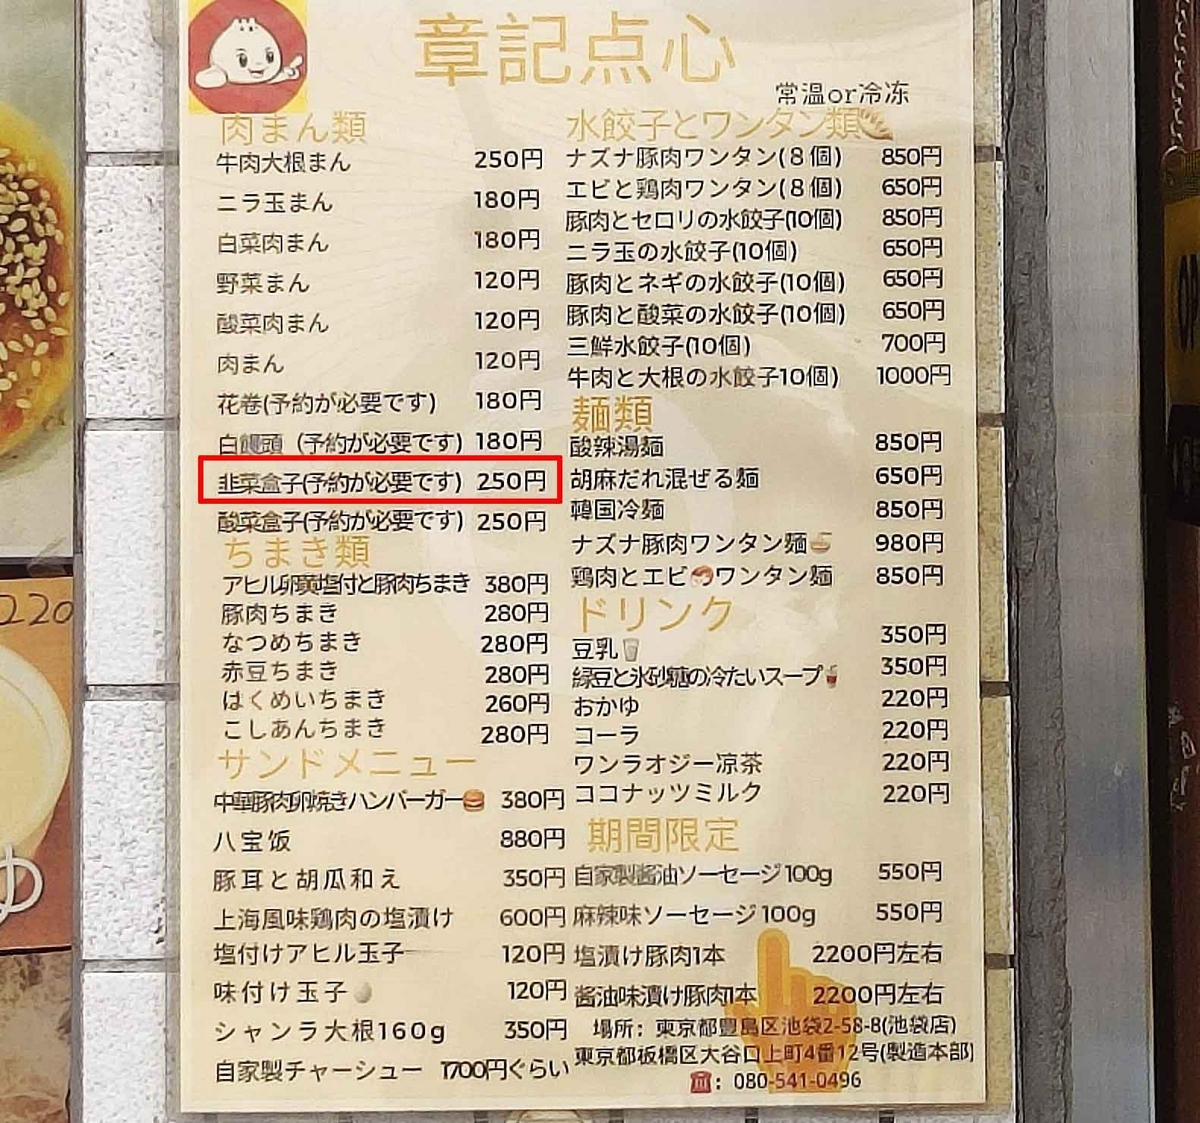 章記点心
常温or冷冻
肉まん類
牛肉大根まん 250円
ニラ玉まん 180円
白菜肉まん 180円
野菜まん 120円
酸菜肉まん 120円
肉まん 120円
花巻(予約が必要です) 180円
白饅頭（予約が必要です) 180円
韭菜盒子(予約が必要です) 250円
酸菜盒子(予約が必要です) 250円
ちまき類
アヒル卵黄塩付と豚肉ちまき 380円
豚肉ちまき 280円
なつめちまき 280円
赤豆ちまき 280円
はくめいちまき 260円
こしあんちまき 280円
サンドメニュー
中華豚肉卵焼きハンバーガー🍔 380円
八宝饭 880円
豚耳と胡瓜和え 350円
上海風味鶏肉の塩漬け 600円
塩付けアヒル玉子 120円
味付け玉子🥚 120円
シャンラ大根160g 350円
自家製チャーシュー 1700円ぐらい
水餃子とワンタン類
ナズナ豚肉ワンタン(８個) 850円
エビと鶏肉ワンタン(８個) 650円
豚肉とセロリの水餃子(10個) 850円
ニラ玉の水餃子(10個) 650円
豚肉とネギの水餃子(10個) 650円
豚肉と酸菜の水餃子(10個) 650円
三鮮水餃子(10個) 700円
牛肉と大根の水餃子10個) 1000円
麺類
酸辣湯麺 850円
胡麻だれ混ぜる麺 650円
韓国冷麺 850円
ナズナ豚肉ワンタン麺🍜 980円
鶏肉とエビ🦐ワンタン麺 850円
ドリンク
豆乳🥛 350円
緑豆と氷砂糖の冷たいスープ🥤 350円
おかゆ 220円
コーラ 220円
ワンラオジー凉茶 220円
ココナッツミルク 220円
期間限定
自家製醤油ソーセージ100g 550円
麻辣味ソーセージ100g 550円
塩漬け豚肉1本 2200円左右
醤油味漬け豚肉1本 2200円左右
場所：東京都豊島区池袋2-58-8(池袋店)
東京都板橋区大谷口上町4番12号(製造本部)
☎：080-541-0496
220
ゆ